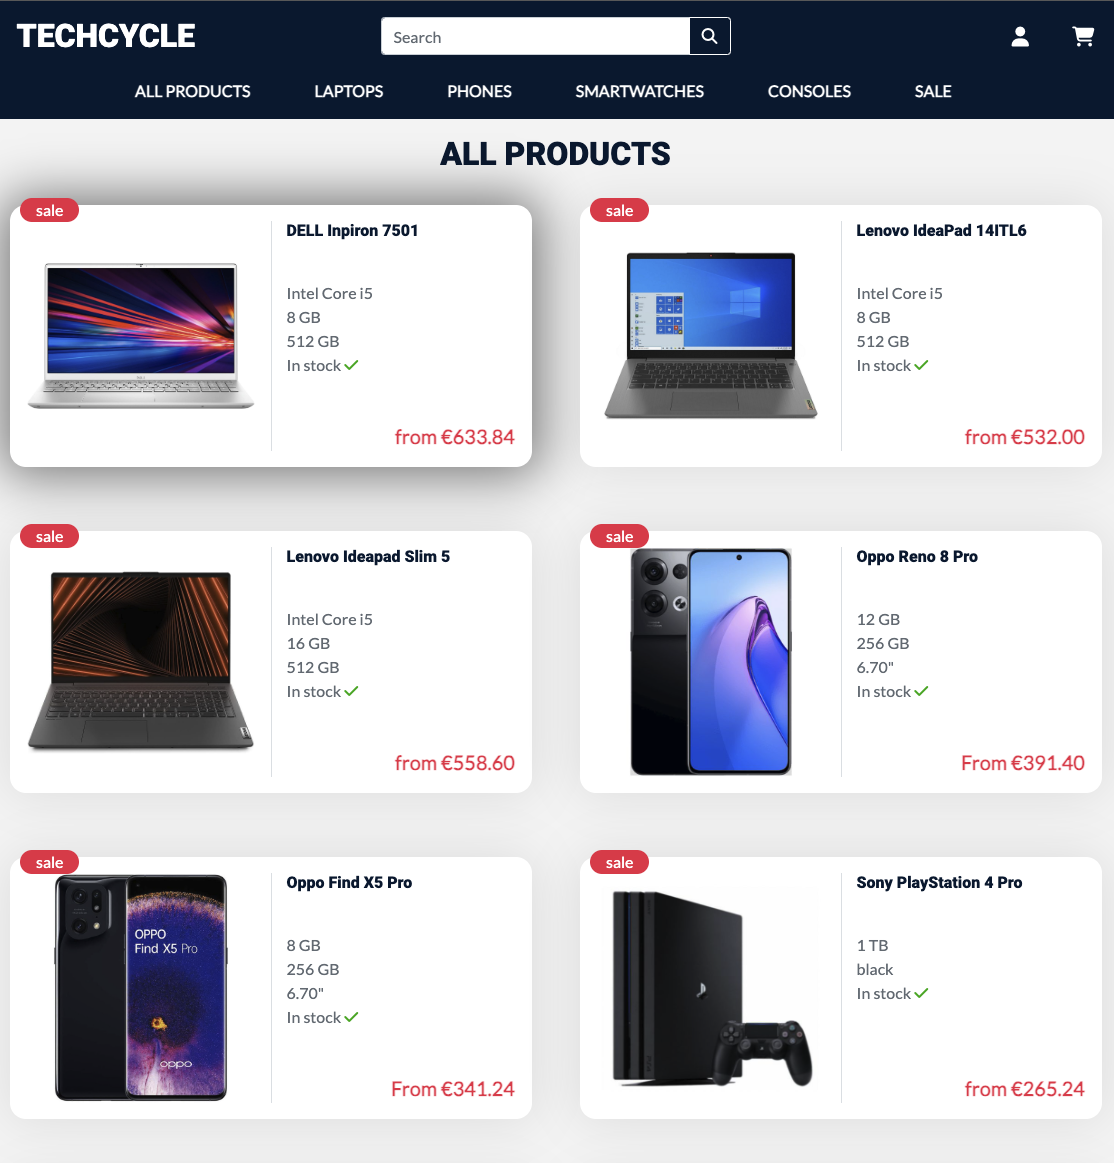 TECHCYCLE
Search
ALL PRODUCTS LAPTOPS PHONES SMARTWATCHES CONSOLES SALE
ALL PRODUCTS
sale
DELL Inpiron 7501
Intel Core i5
8 GB
512 GB
In stock
from €633.84
sale
Lenovo IdeaPad 14ITL6
Intel Core i5
8 GB
512 GB
In stock
from €532.00
sale
Lenovo Ideapad Slim 5
Intel Core i5
16 GB
512 GB
In stock
from €558.60
sale
Oppo Reno 8 Pro
12 GB
256 GB
6.70"
In stock
From €391.40
sale
OPPO
Find X5 Pro
oppo
Oppo Find X5 Pro
8 GB
256 GB
6.70"
In stock
From €341.24
sale
Sony PlayStation 4 Pro
1 TB
black
In stock
from €265.24